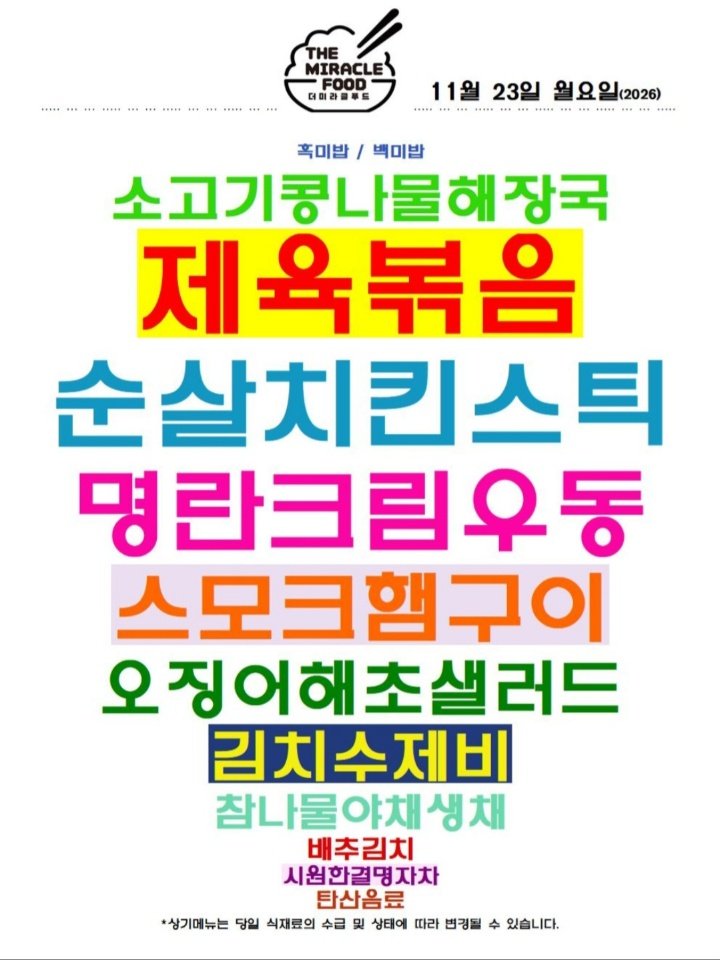 THE
MIRACLE
FOOD
더미라클푸드
11월 23일 월요일(2026)
흑미밥 / 백미밥
소고기콩나물해장국
제육볶음
순살치킨스틱
명란크림우동
스모크햄구이
오징어해초샐러드
김치수제비
참나물야채생채
배추김치
시원한결명자차
탄산음료
*상기메뉴는 당일 식재료의 수급 및 상태에 따라 변경될 수 있습니다.